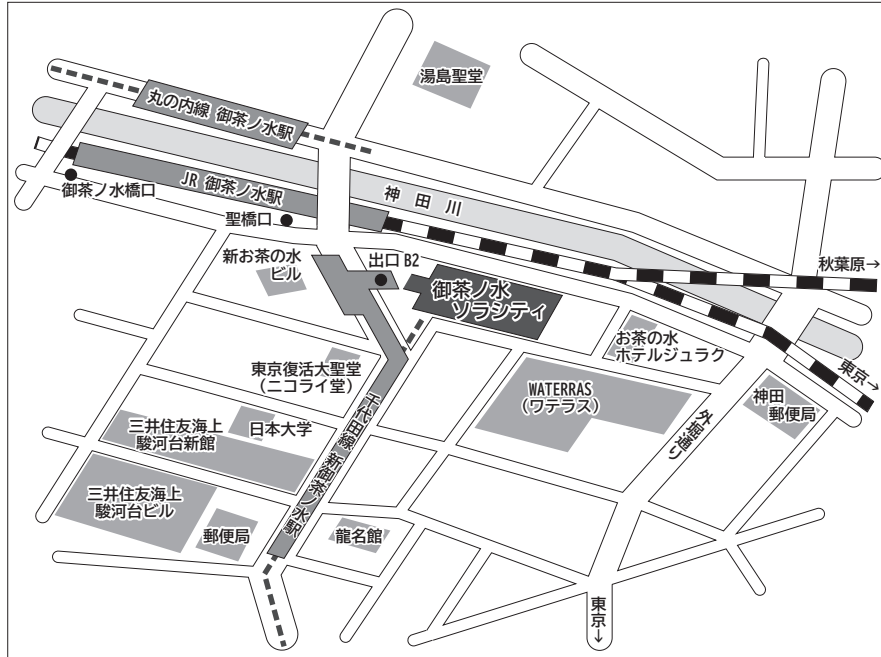 湯島聖堂
丸の内線 御茶ノ水駅
JR 御茶ノ水駅
神田川
御茶ノ水橋口
聖橋口
新お茶の水
ビル
出口 B2
御茶ノ水
ソラシティ
秋葉原→
お茶の水
ホテルジュラク
東京→
東京復活大聖堂
(ニコライ堂)
WATERRAS
(ワテラス)
外堀通り
神田
郵便局
千代田線 新御茶ノ水駅
三井住友海上
駿河台新館
日本大学
三井住友海上
駿河台ビル
郵便局
龍名館
東京→